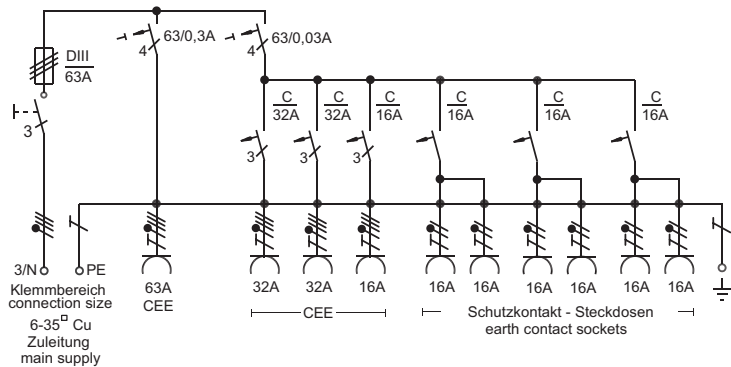 63/0,3A
63/0,03A
4
4
DIII
63A
C
32A
C
32A
C
16A
C
16A
C
16A
C
16A
3
3
3
3
3/N
PE
63A
CEE
32A
32A
16A
16A
16A
16A
16A
16A
16A
CEE
Klemmbereich
connection size
6-35□ Cu
Zuleitung
main supply
Schutzkontakt - Steckdosen
earth contact sockets